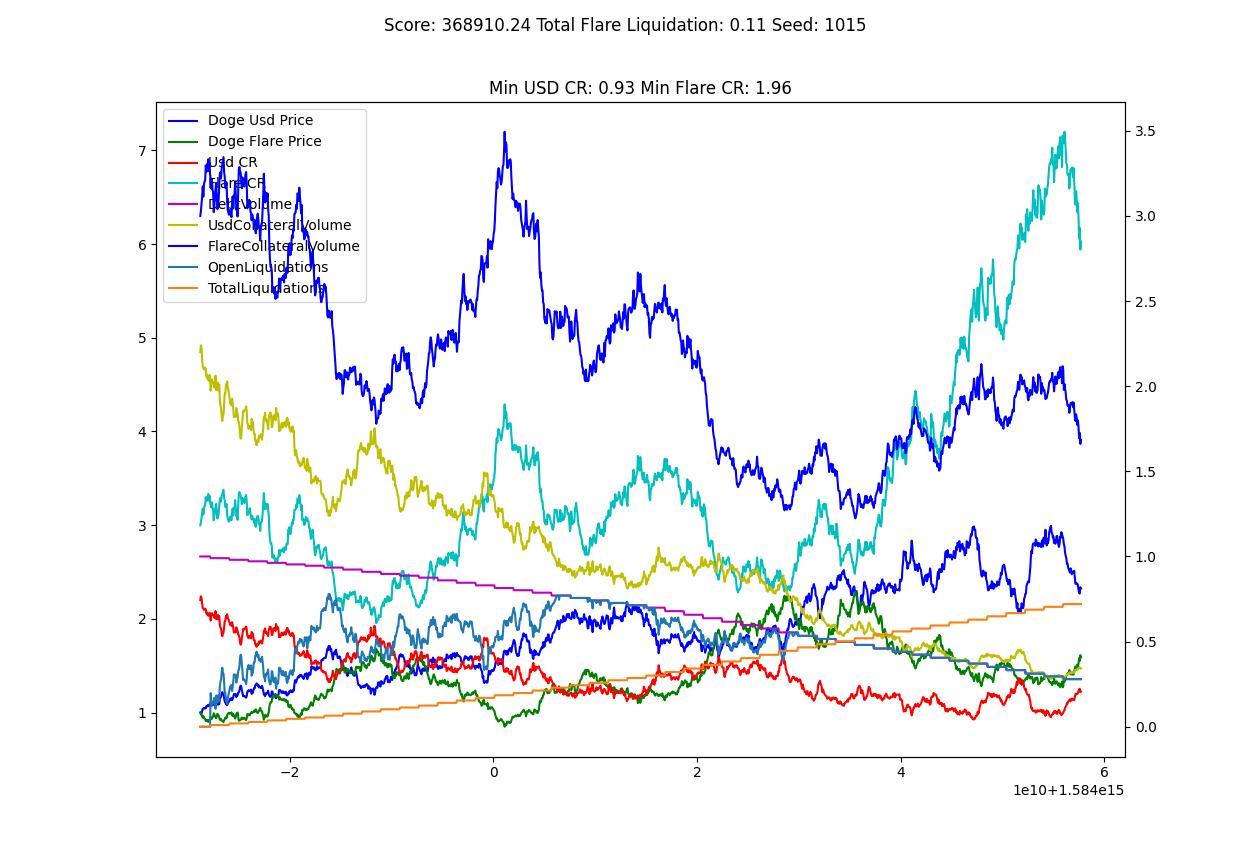 Score: 368910.24 Total Flare Liquidation: 0.11 Seed: 1015
Min USD CR: 0.93 Min Flare CR: 1.96
Doge Usd Price
Doge Flare Price
Usd CR
Flare CR
DebtVolume
UsdCollateralVolume
FlareCollateralVolume
OpenLiquidations
TotalLiquidations
7
6
5
4
3
2
1
3.5
3.0
2.5
2.0
1.5
1.0
0.5
0.0
−2
0
2
4
6
1e10+1.584e15